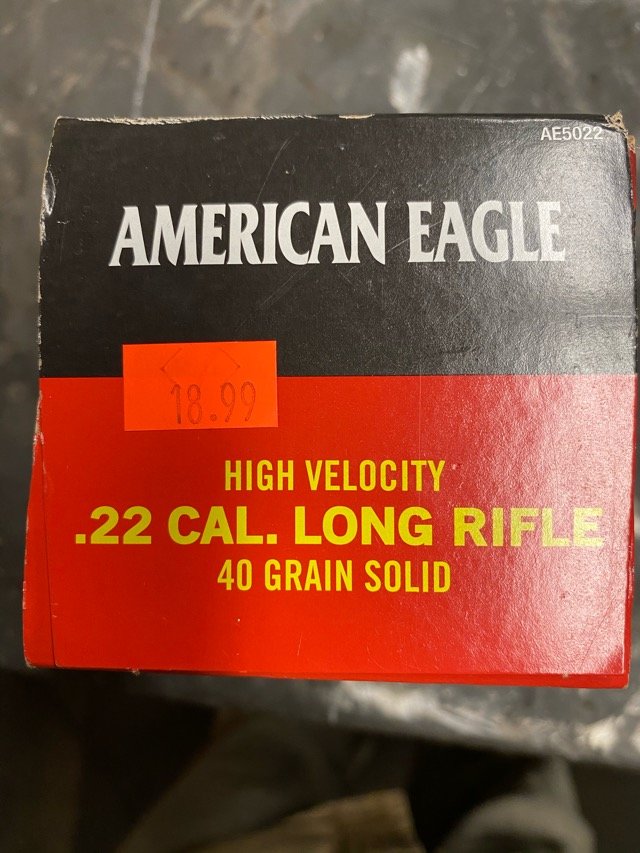 AE5022
AMERICAN EAGLE
18.99
HIGH VELOCITY
.22 CAL. LONG RIFLE
40 GRAIN SOLID